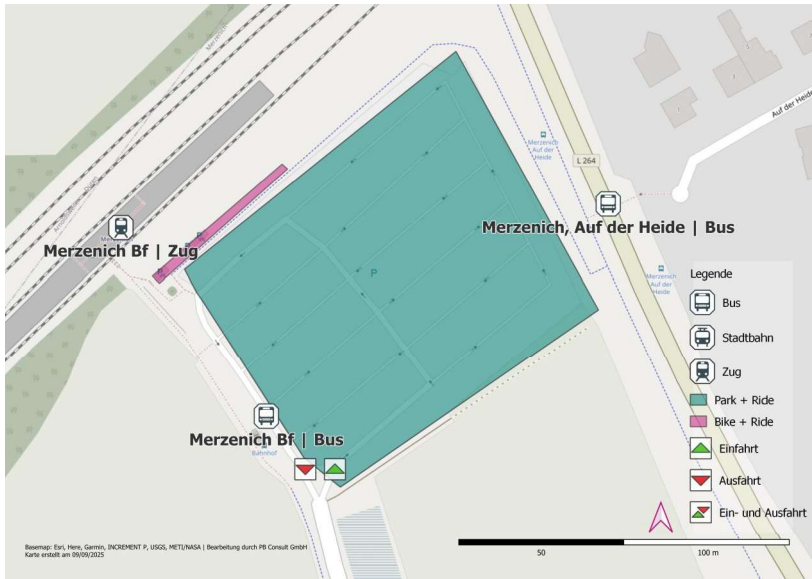 Merzenich
Auf der
Heide
L 264
Auf der Heide
Merzenich, Auf der Heide | Bus
Merzenich Bf | Zug
P
Merzenich
Auf der
Heide
Merzenich Bf | Bus
Bahnhof
Legende
Bus
Stadtbahn
Zug
Park + Ride
Bike + Ride
Einfahrt
Ausfahrt
Ein- und Ausfahrt
50
100 m
Basemap: Esri, Here, Garmin, INCREMENT P, USGS, METI/NASA | Bearbeitung durch PB Consult GmbH
Karte erstellt am 09/09/2025